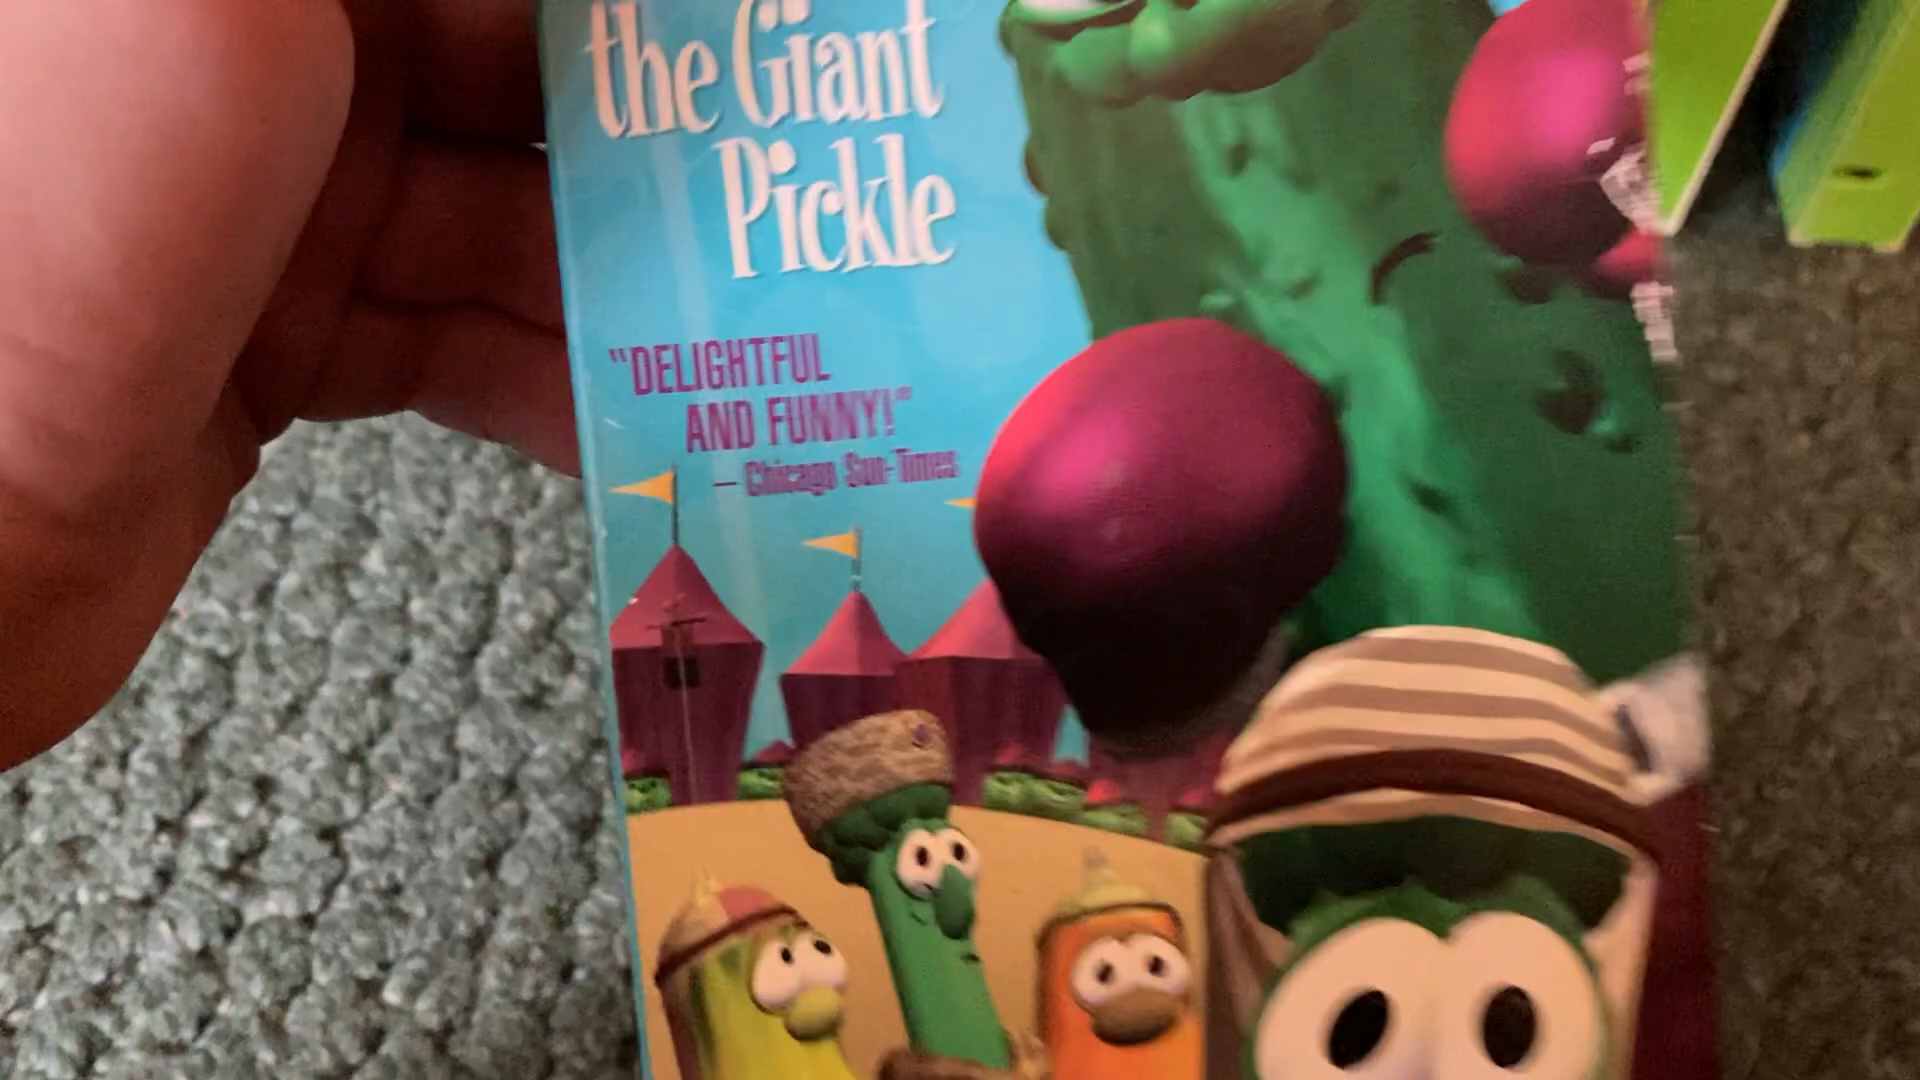 the Giant
Pickle
"DELIGHTFUL
AND FUNNY!"
— Chicago Sun-Times